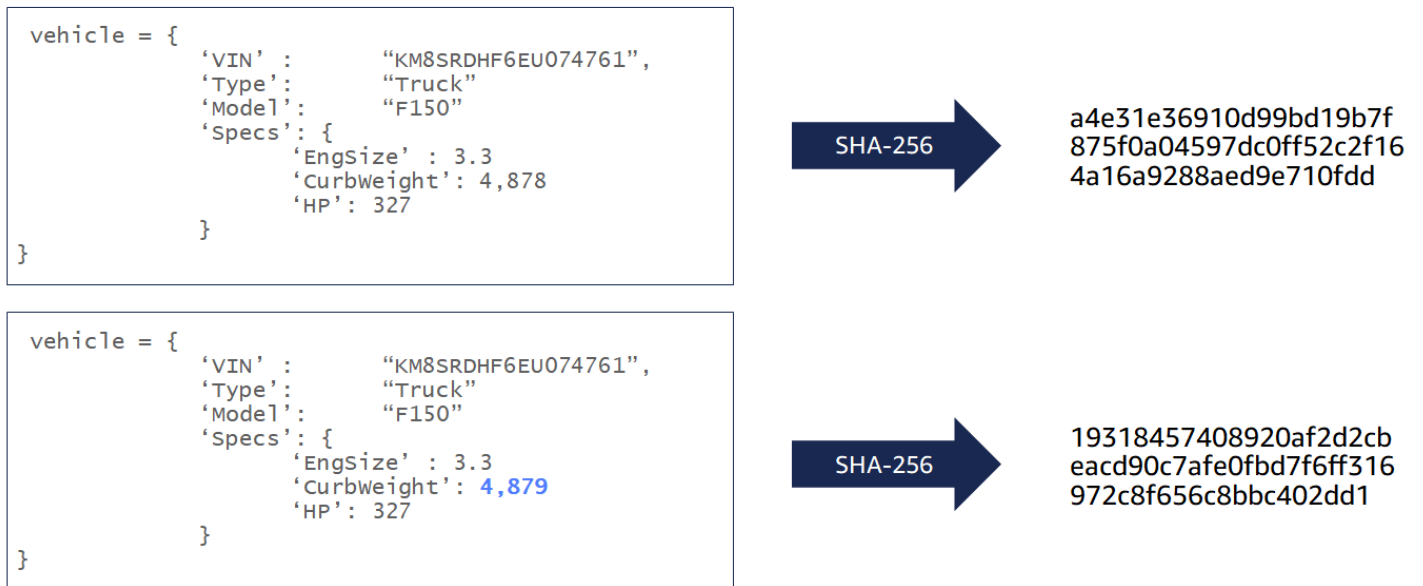 vehicle = {
‘VIN’ : “KM8SRDHF6EU074761”,
‘Type’: “Truck”
‘Model’: “F150”
‘Specs’: {
‘EngSize’ : 3.3
‘CurbWeight’: 4,878
‘HP’: 327
}
}
SHA-256
a4e31e36910d99bd19b7f
875f0a04597dc0ff52c2f16
4a16a9288aed9e710fdd
vehicle = {
‘VIN’ : “KM8SRDHF6EU074761”,
‘Type’: “Truck”
‘Model’: “F150”
‘Specs’: {
‘EngSize’ : 3.3
‘CurbWeight’: 4,879
‘HP’: 327
}
}
SHA-256
19318457408920af2d2cb
eacd90c7afe0fbd7f6ff316
972c8f656c8bbc402dd1